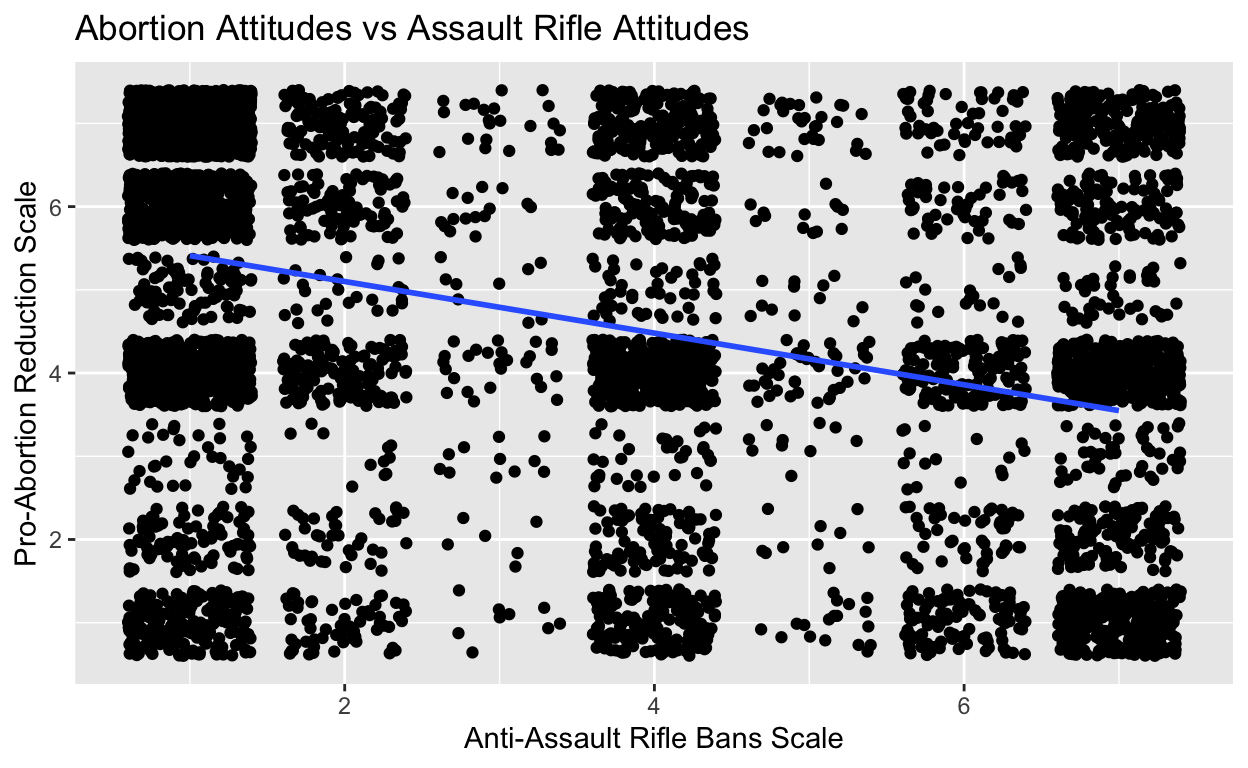 Abortion Attitudes vs Assault Rifle Attitudes
Pro-Abortion Reduction Scale
6
4
2
2 4 6
Anti-Assault Rifle Bans Scale